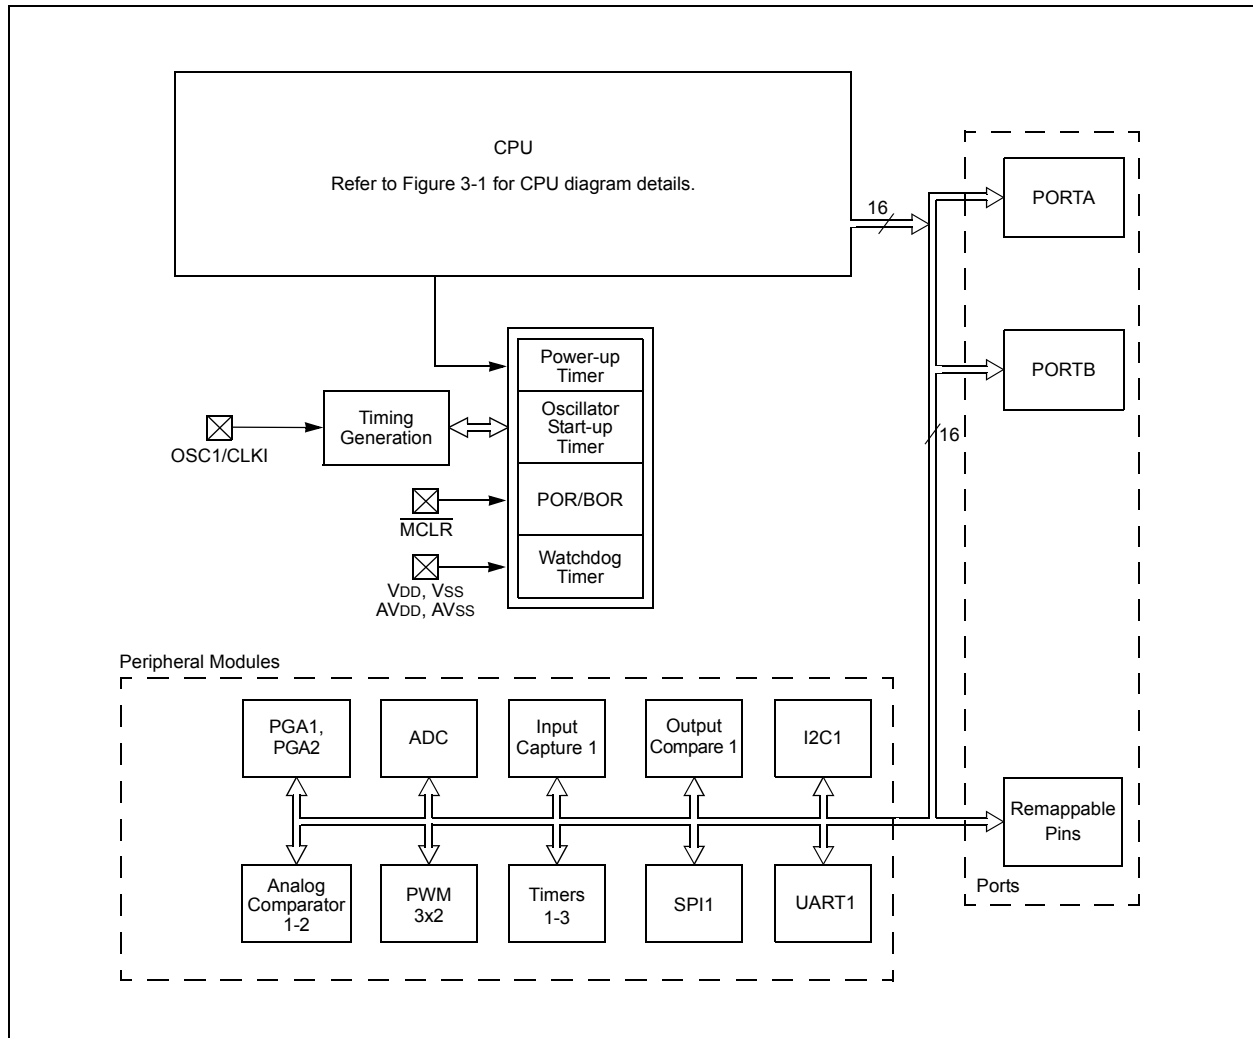 CPU
Refer to Figure 3-1 for CPU diagram details.
16
PORTA
PORTB
16
Power-up
Timer
Oscillator
Start-up
Timer
POR/BOR
Watchdog
Timer
Timing
Generation
OSC1/CLKI
MCLR
VDD, VSS
AVDD, AVSS
Peripheral Modules
PGA1,
PGA2
ADC
Input
Capture 1
Output
Compare 1
I2C1
Remappable
Pins
Analog
Comparator
1-2
PWM
3x2
Timers
1-3
SPI1
UART1
Ports